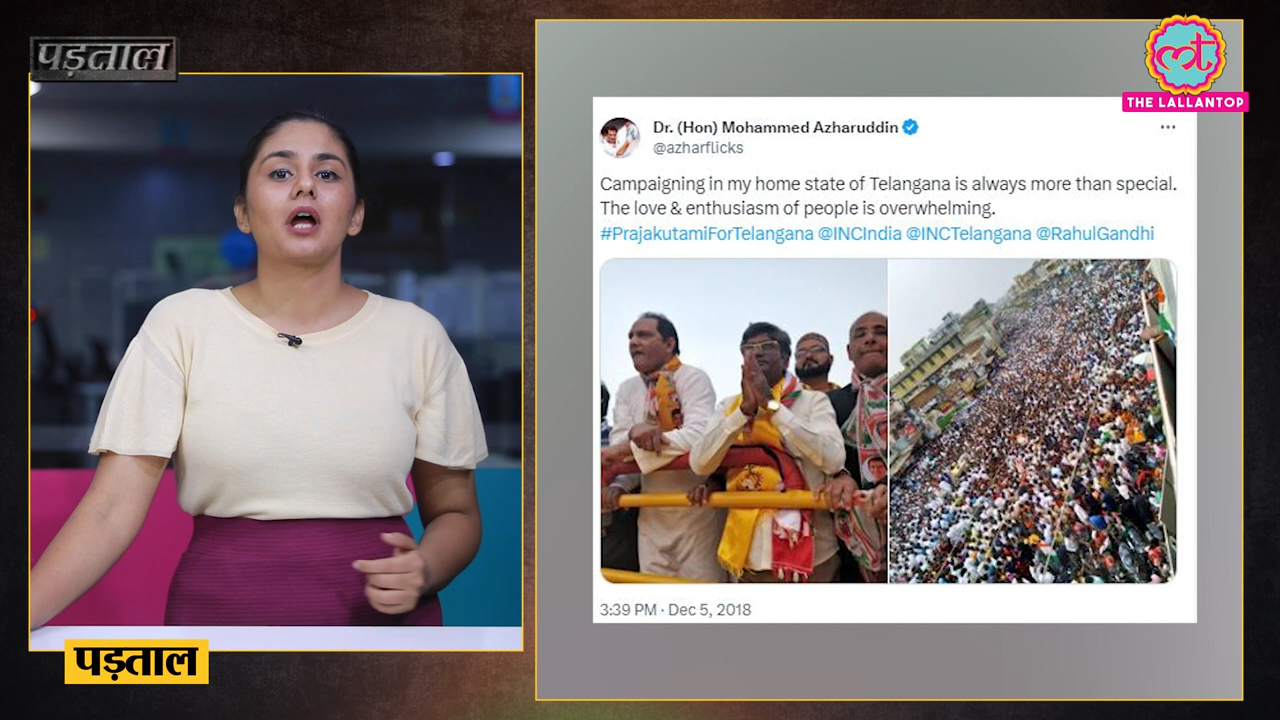 पड़ताल
THE LALLANTOP
Dr. (Hon) Mohammed Azharuddin
@azharflicks
Campaigning in my home state of Telangana is always more than special.
The love & enthusiasm of people is overwhelming.
#PrajakutamiForTelangana @INCIndia @INCTelangana @RahulGandhi
3:39 PM · Dec 5, 2018
पड़ताल